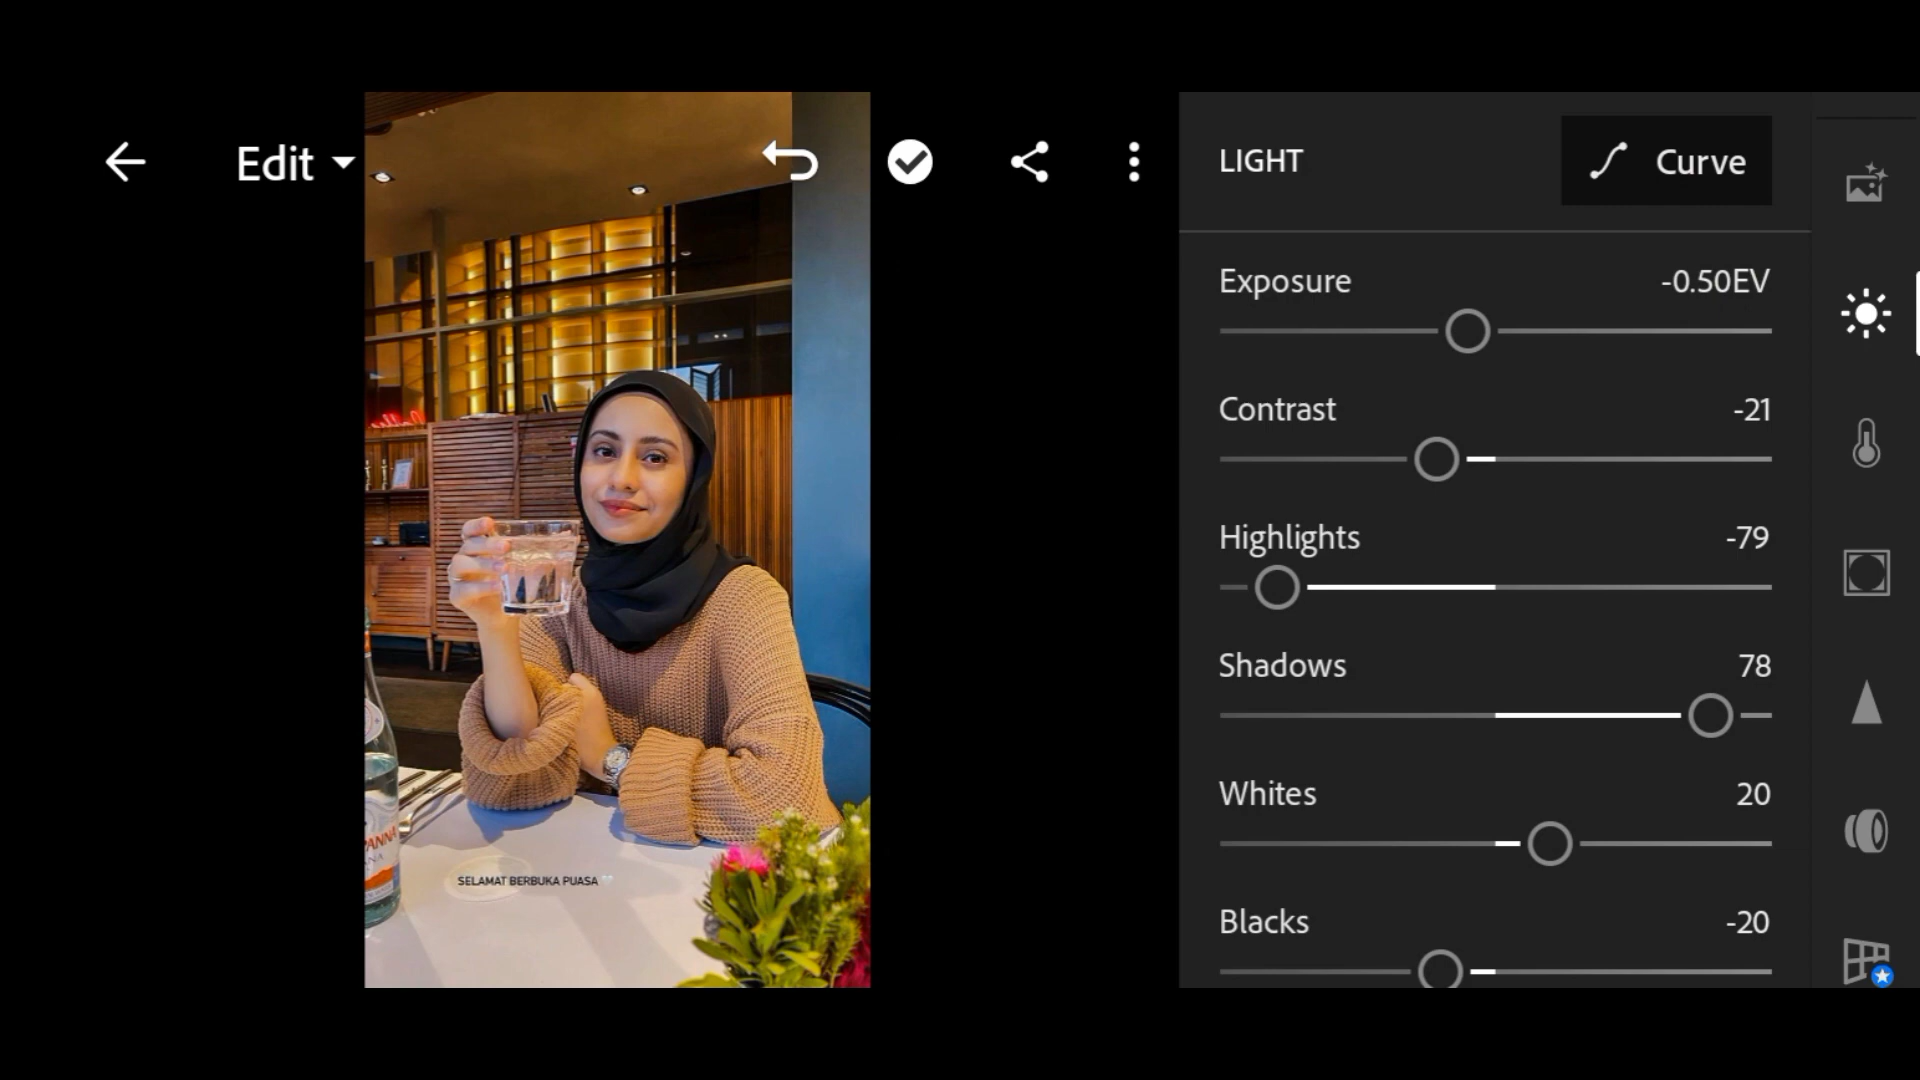 Edit
LIGHT
Curve
Exposure -0.50EV
Contrast -21
Highlights -79
Shadows 78
Whites 20
Blacks -20
PANNA
SELAMAT BERBUKA PUASA